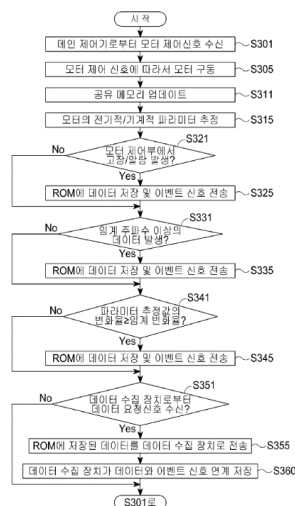 시 작
메인 제어기로부터 모터 제어신호 수신
S301
모터 제어 신호에 따라서 모터 구동
S305
공유 메모리 업데이트
S311
모터의 전기적/기계적 파라미터 추정
S315
S321
모터 제어부에서
고장/알람 발생?
No
Yes
ROM에 데이터 저장 및 이벤트 신호 전송
S325
S331
임계 주파수 이상의
데이터 발생?
No
Yes
ROM에 데이터 저장 및 이벤트 신호 전송
S335
S341
파라미터 추정값의
변화율≥임계 변화율?
No
Yes
ROM에 데이터 저장 및 이벤트 신호 전송
S345
S351
데이터 수집 장치로부터
데이터 요청신호 수신?
No
Yes
ROM에 저장된 데이터를 데이터 수집 장치로 전송
S355
데이터 수집 장치가 데이터와 이벤트 신호 연계 저장
S360
S301로